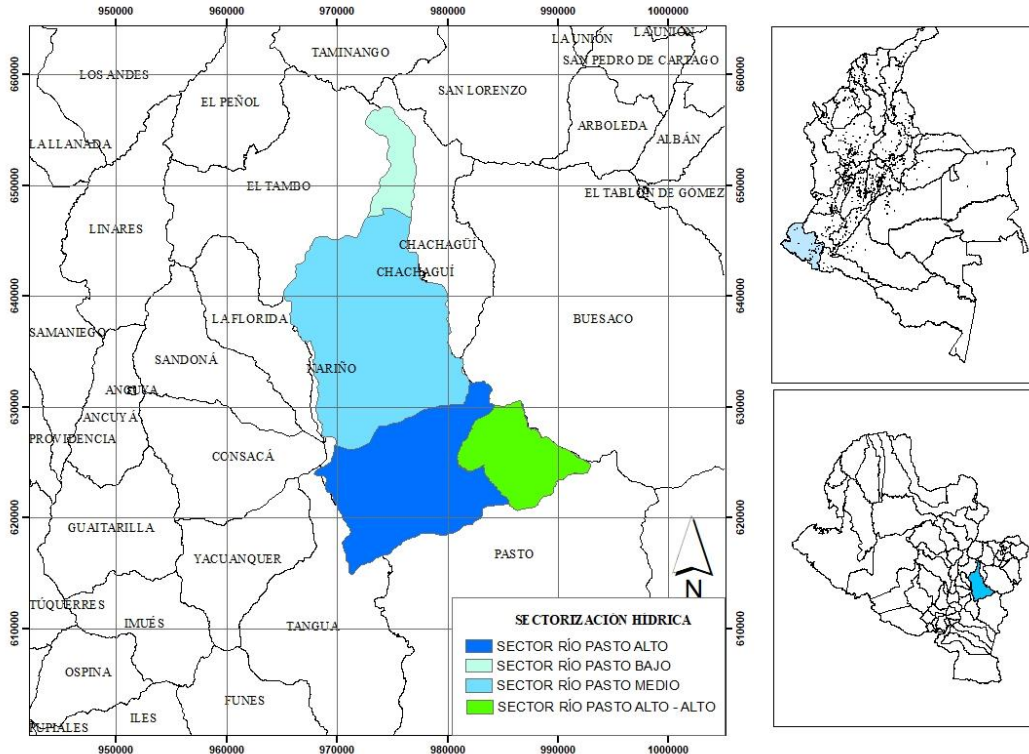 950000 960000 970000 980000 990000 1000000
LA UNIÓN
LA UNIÓN
TAMINANGO
SAN PEDRO DE CARTAGO
660000
660000
LOS ANDES
SAN LORENZO
EL PEÑOL
ARBOLEDA
ALBÁN
LA LLANADA
650000
650000
EL TAMBO
EL TABLÓN DE GÓMEZ
LINARES
CHACHAGÜÍ
CHACHAGUÍ
640000
640000
LA FLORIDA
BUESACO
SAMANIEGO
SANDONÁ
NARIÑO
ANCUYA
630000
630000
ANCUYÁ
PROVIDENCIA
CONSACÁ
620000
620000
GUAITARILLA
YACUANQUER
PASTO
N
TÚQUERRES
IMUÉS
TANGUA
610000
610000
SECTORIZACIÓN HÍDRICA
SECTOR RÍO PASTO ALTO
SECTOR RÍO PASTO BAJO
SECTOR RÍO PASTO MEDIO
SECTOR RÍO PASTO ALTO - ALTO
OSPINA
FUNES
ILES
PUPIALES
950000 960000 970000 980000 990000 1000000